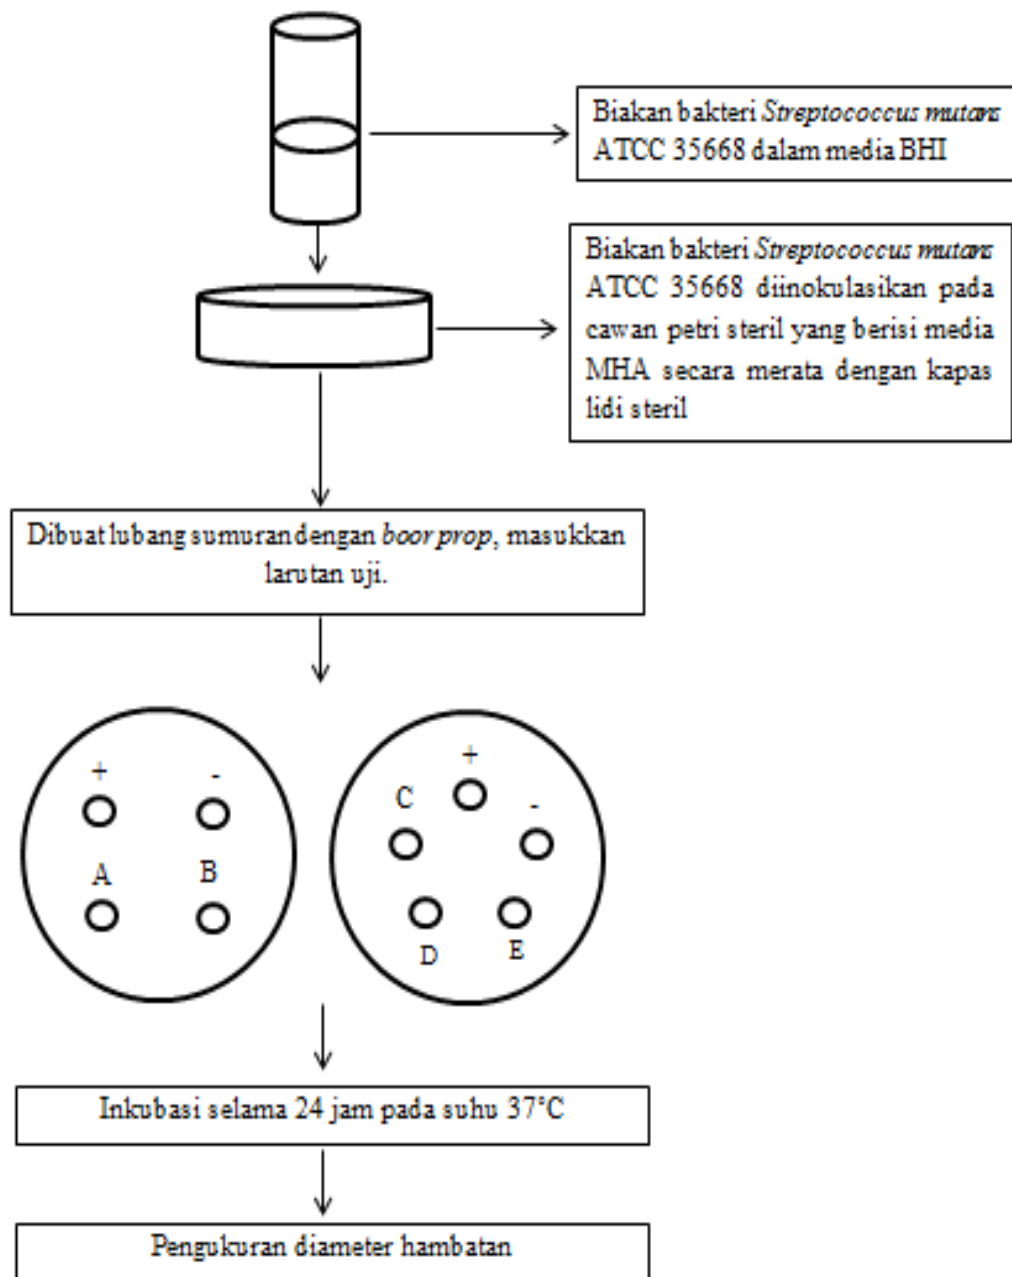 Biakan bakteri Streptococcus mutans
ATCC 35668 dalam media BHI
Biakan bakteri Streptococcus mutans
ATCC 35668 diinokulasikan pada
cawan petri steril yang berisi media
MHA secara merata dengan kapas
lidi steril
Dibuat lubang sumuran dengan boor prop, masukkan
larutan uji.
+ -
A B
+
C -
D E
Inkubasi selama 24 jam pada suhu 37°C
Pengukuran diameter hambatan